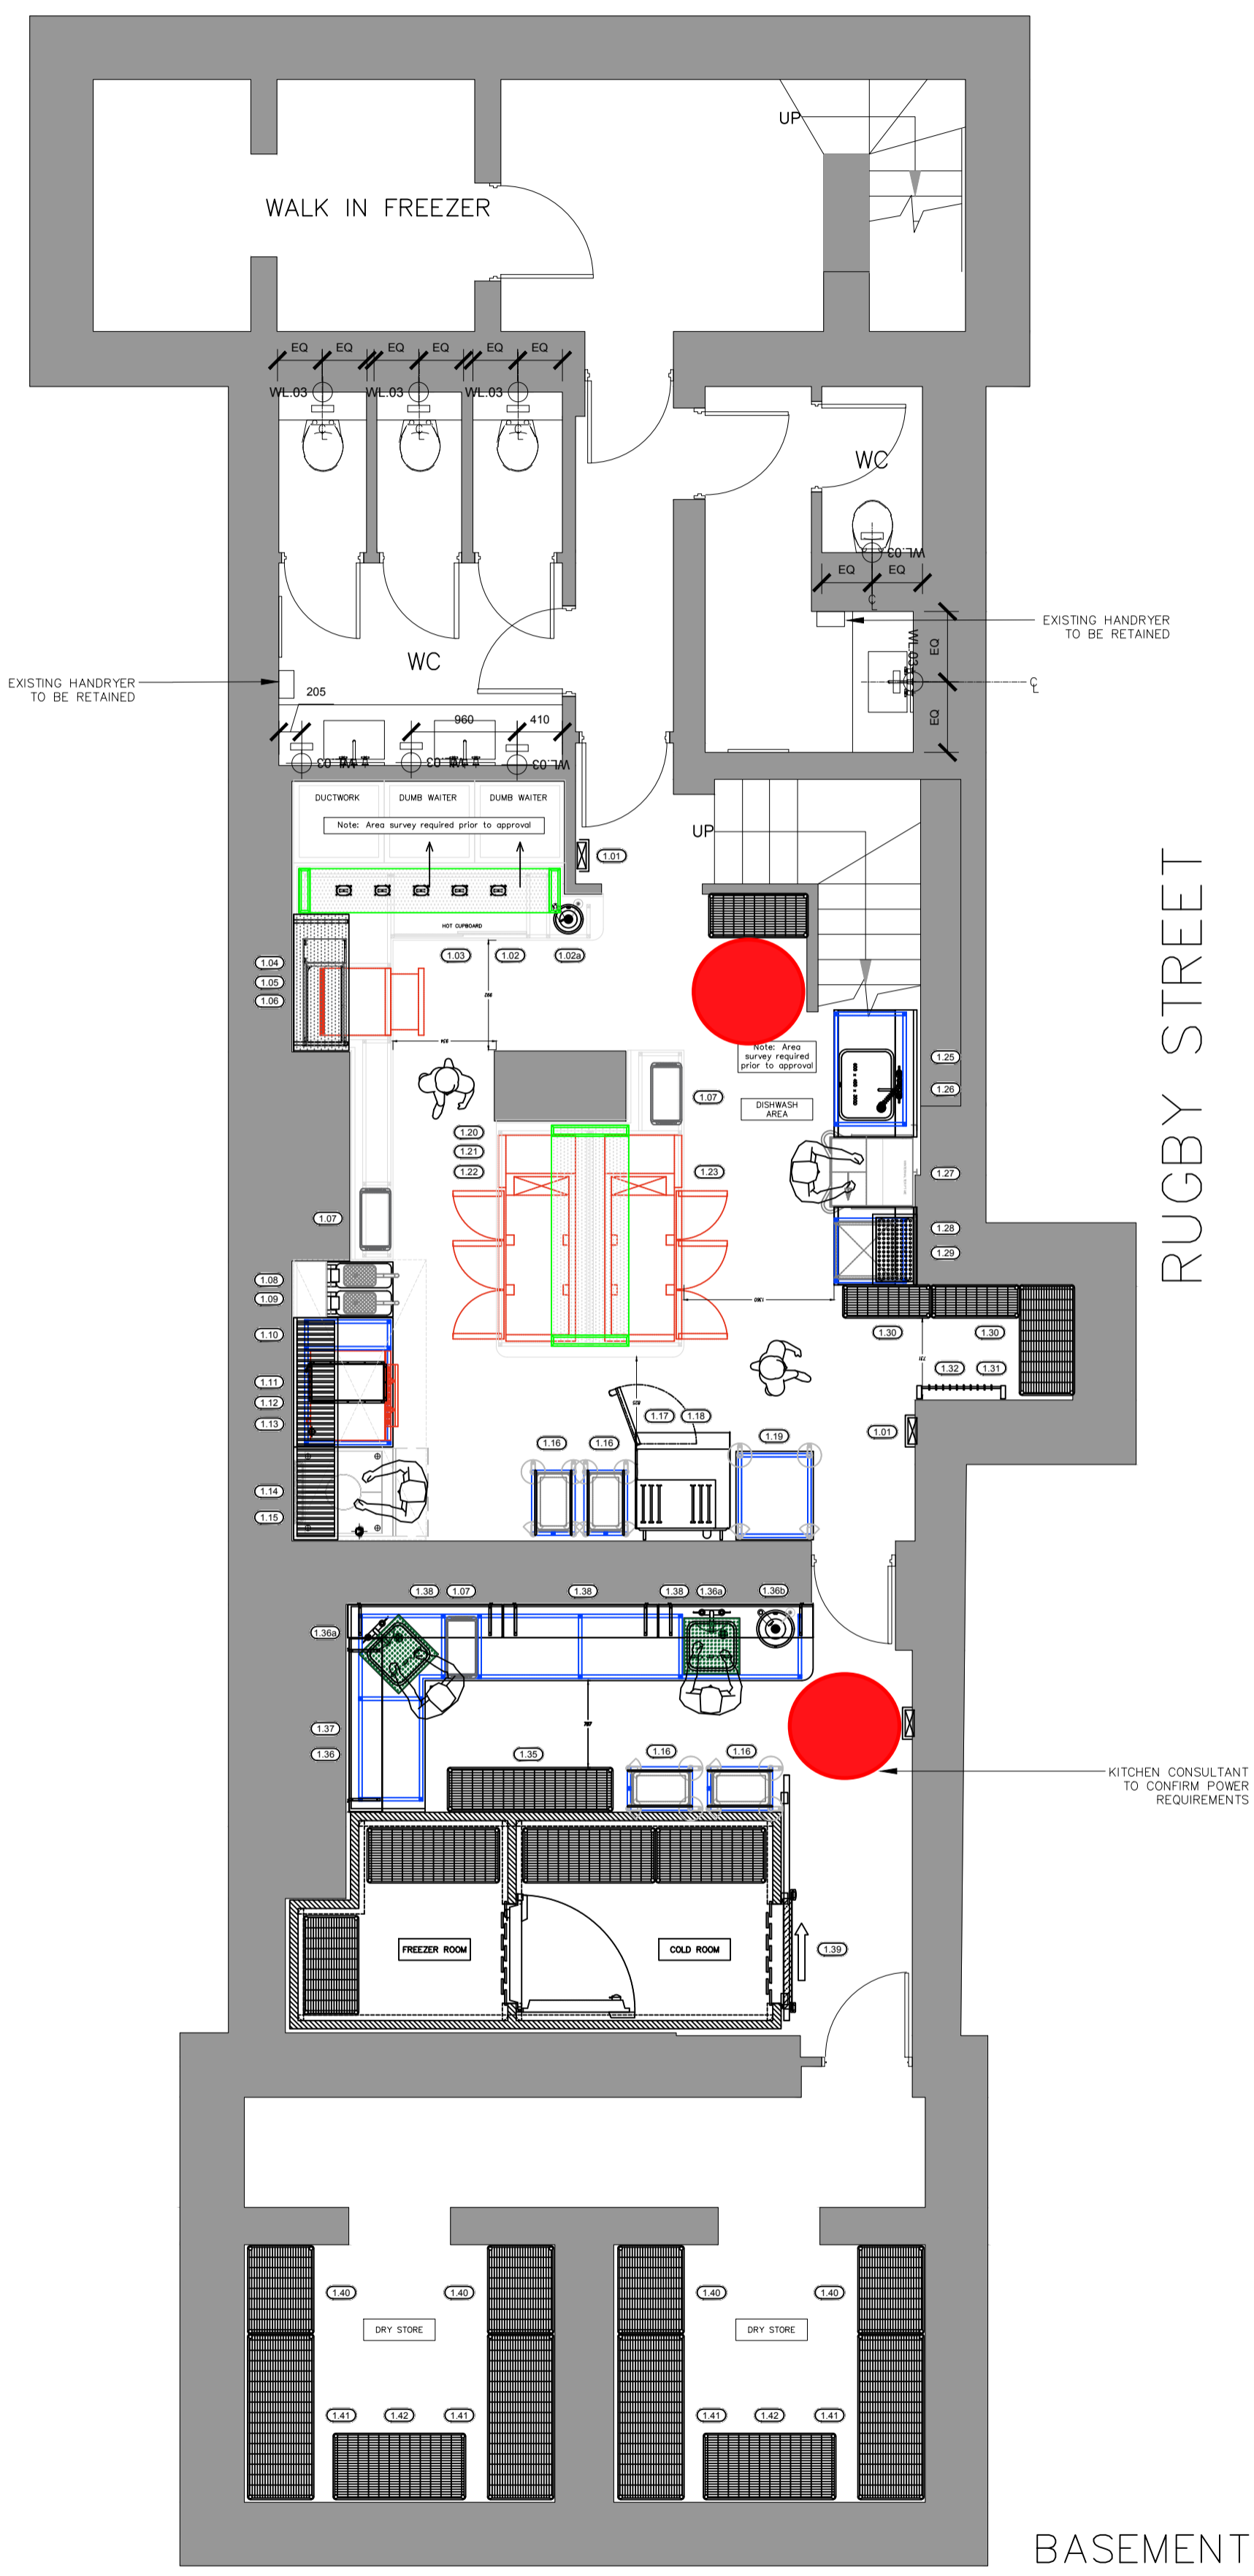 UP
WALK IN FREEZER
EQ EQ EQ EQ EQ EQ
WL.03 WL.03 WL.03
WC
WL.03
EQ EQ
EXISTING HANDRYER
TO BE RETAINED
WL.03
EQ
EQ
WC
EXISTING HANDRYER
TO BE RETAINED
205
960 410
WL.03 WL.03 WL.03
DUCTWORK DUMB WAITER DUMB WAITER
Note: Area survey required prior to approval
UP
1.01
HOT CUPBOARD
1.03 1.02 1.02a
1.04
1.05
1.06
Note: Area
survey required
prior to approval
DISHWASH
AREA
1.25
1.26
1.07
1.20
1.21
1.22
1.23
1.27
1.07
1.28
1.29
1.08
1.09
1.10
1.11
1.12
1.13
1.30 1.30
1.32 1.31
1.17 1.18
1.01
1.16 1.16
1.19
1.14
1.15
RUGBY STREET
1.38 1.07 1.38 1.38 1.36a 1.36b
1.36a
1.37
1.36
1.35
1.16 1.16
KITCHEN CONSULTANT
TO CONFIRM POWER
REQUIREMENTS
FREEZER ROOM
COLD ROOM
1.39
1.40 1.40 1.40 1.40
DRY STORE DRY STORE
1.41 1.42 1.41 1.41 1.42 1.41
BASEMENT